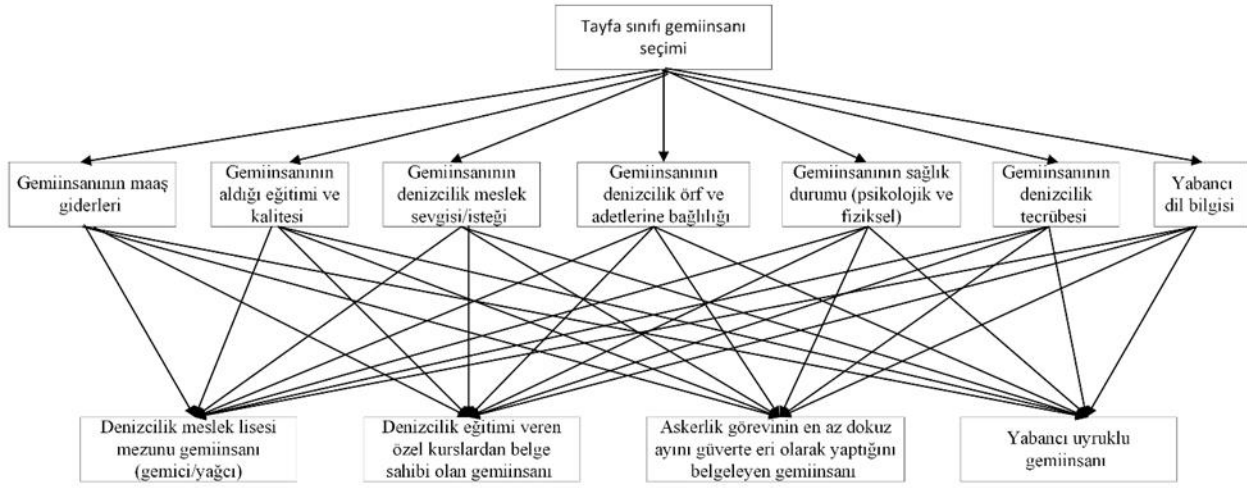 Tayfa sınıfı gemiinsanı
seçimi
Gemiinsanının maaş
giderleri
Gemiinsanının
aldığı eğitimi ve
kalitesi
Gemiinsanının
denizcilik meslek
sevgisi/isteği
Gemiinsanının
denizcilik örf ve
adetlerine bağlılığı
Gemiinsanının sağlık
durumu (psikolojik ve
fiziksel)
Gemiinsanının
denizcilik
tecrübesi
Yabancı
dil bilgisi
Denizcilik meslek lisesi
mezunu gemiinsanı
(gemici/yağcı)
Denizcilik eğitimi veren
özel kurslardan belge
sahibi olan gemiinsanı
Askerlik görevinin en az dokuz
ayını güverte eri olarak yaptığını
belgeleyen gemiinsanı
Yabancı uyruklu
gemiinsanı